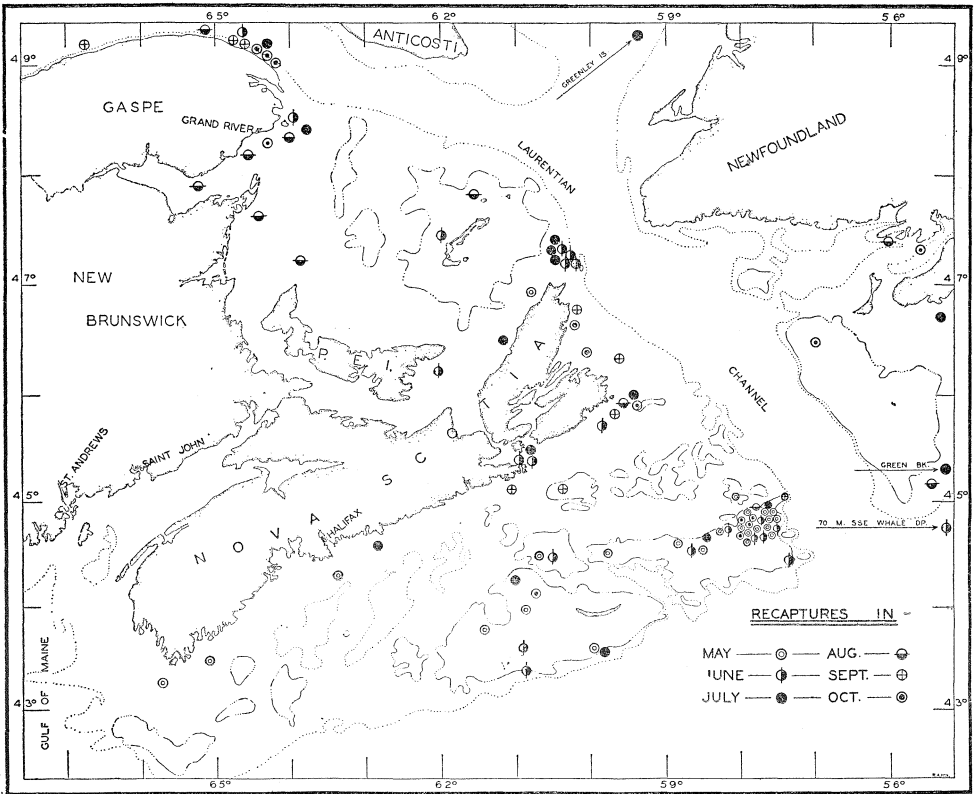 65° 62° 59° 56°
ANTICOSTI.
49° 49°
GREENLEY IS
GASPE
GRAND RIVER
NEWFOUNDLAND
LAURENTIAN
47° 47°
NEW
BRUNSWICK
P. E. I.
CHANNEL
ST. ANDREWS
SAINT JOHN
NOVA SCOTIA
HALIFAX
GREEN BK.
45° 45°
70 M. SSE WHALE DP.
RECAPTURES IN
MAY AUG.
JUNE SEPT.
JULY OCT.
43° 43°
GULF OF MAINE
65° 62° 59° 56°